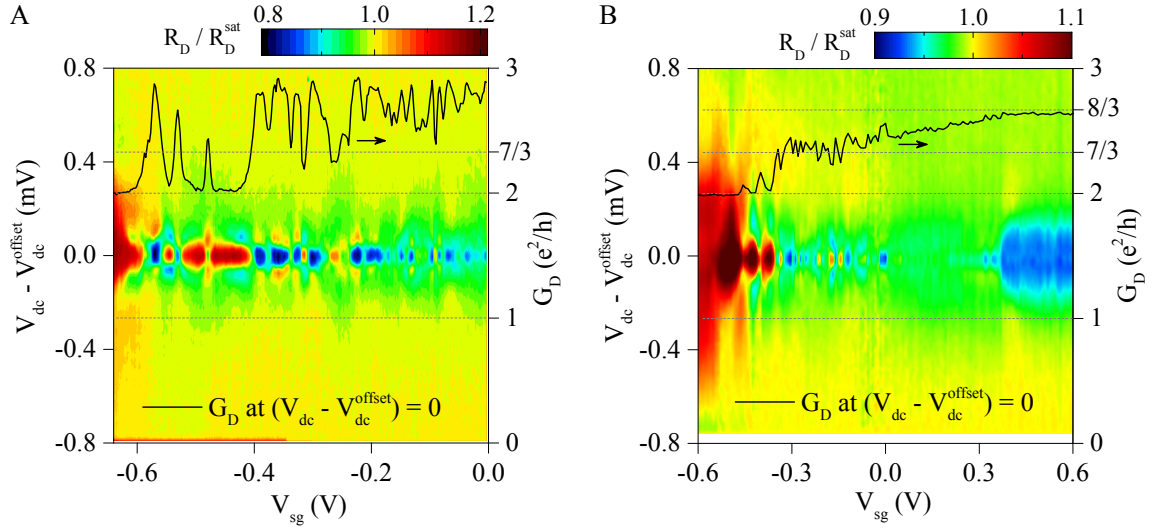 A
R_D / R_D^sat
0.8 1.0 1.2
V_dc - V_dc^offset (mV)
0.8
0.4
0.0
-0.4
-0.8
3
7/3
2
1
0
G_D (e²/h)
G_D at (V_dc - V_dc^offset) = 0
-0.6 -0.4 -0.2 0.0
V_sg (V)
B
R_D / R_D^sat
0.9 1.0 1.1
V_dc - V_dc^offset (mV)
0.8
0.4
0.0
-0.4
-0.8
3
8/3
7/3
2
1
0
G_D (e²/h)
G_D at (V_dc - V_dc^offset) = 0
-0.6 -0.3 0.0 0.3 0.6
V_sg (V)